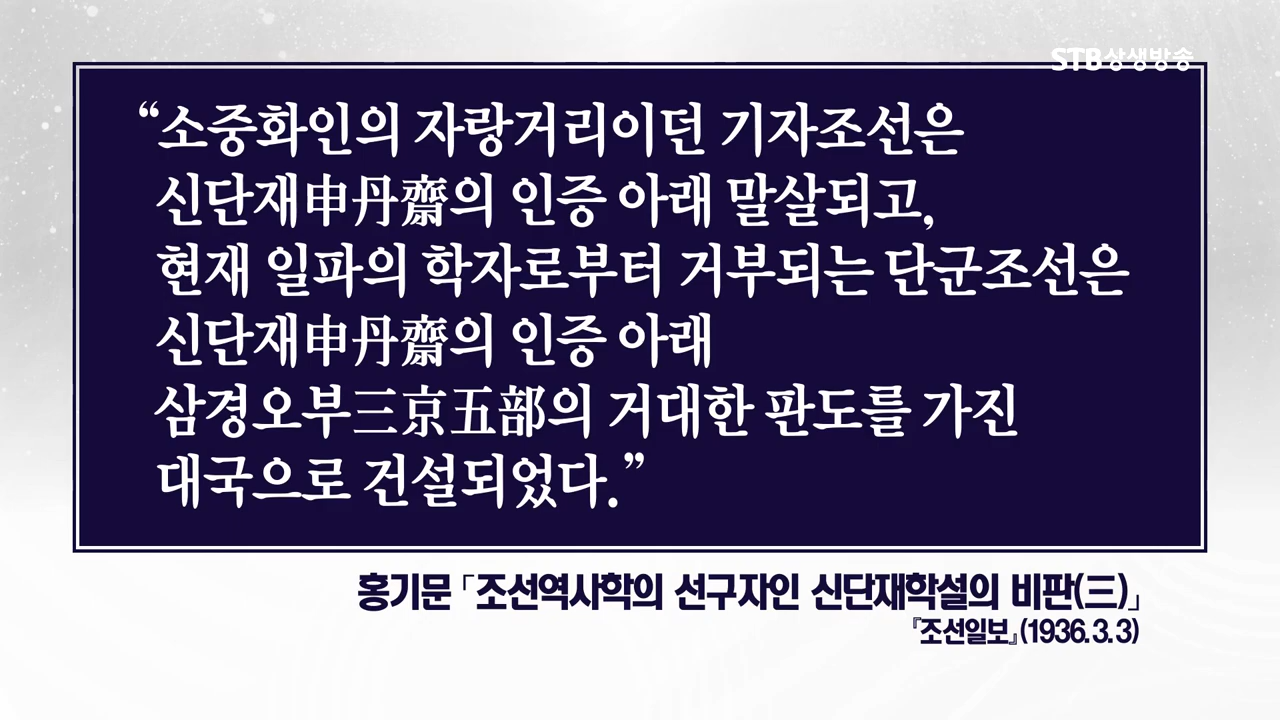 STB상생방송
“소중화인의 자랑거리이던 기자조선은
신단재申丹齋의 인증 아래 말살되고,
현재 일파의 학자로부터 거부되는 단군조선은
신단재申丹齋의 인증 아래
삼경오부三京五部의 거대한 판도를 가진
대국으로 건설되었다.”
홍기문 「조선역사학의 선구자인 신단재학설의 비판(三)」
『조선일보』(1936. 3. 3)